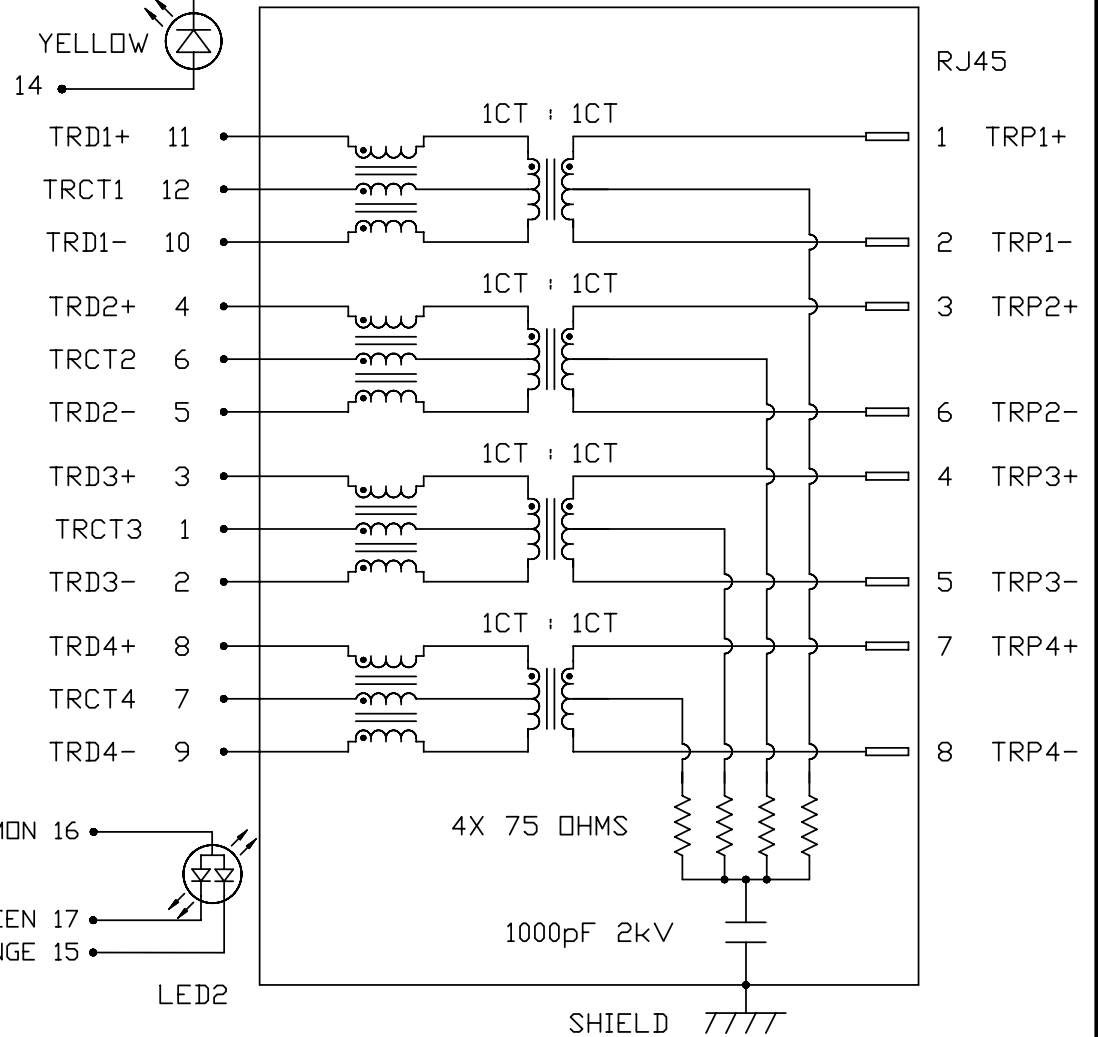 YELLOW
14
RJ45
1CT : 1CT
TRD1+ 11 1 TRP1+
TRCT1 12
TRD1- 10 2 TRP1-
1CT : 1CT
TRD2+ 4 3 TRP2+
TRCT2 6
TRD2- 5 6 TRP2-
1CT : 1CT
TRD3+ 3 4 TRP3+
TRCT3 1
TRD3- 2 5 TRP3-
1CT : 1CT
TRD4+ 8 7 TRP4+
TRCT4 7
TRD4- 9 8 TRP4-
4X 75 OHMS
MON 16
EEN 17
NGE 15
1000pF 2kV
LED2
SHIELD